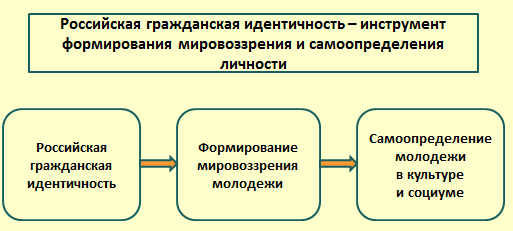 Российская гражданская идентичность – инструмент
формирования мировоззрения и самоопределения
личности
Российская
гражданская
идентичность
Формирование
мировоззрения
молодежи
Самоопределение
молодежи
в культуре
и социуме